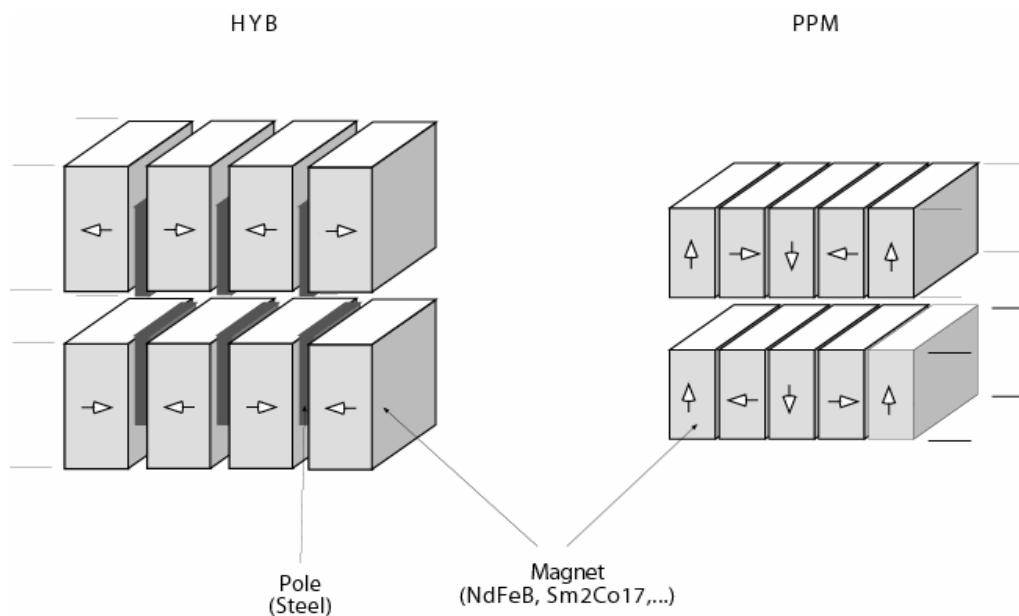 HYB
PPM
Pole
(Steel)
Magnet
(NdFeB, Sm2Co17,...)